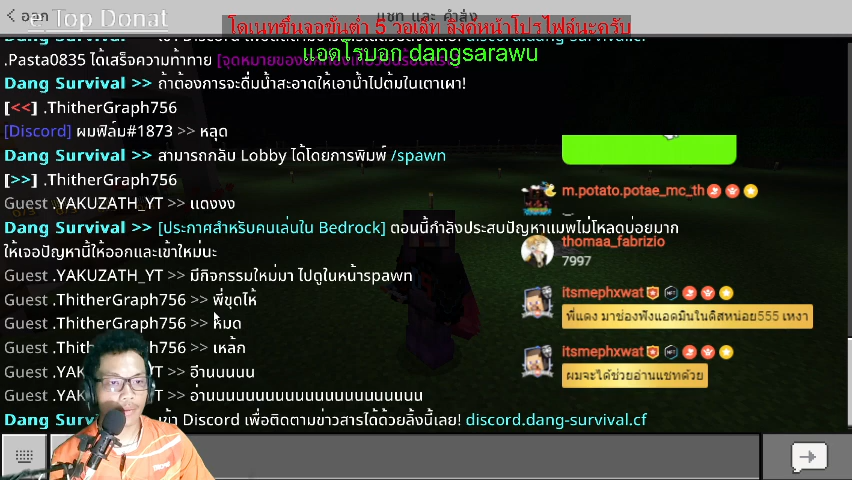 ออก
e Top Donat
แชท และ คำสั่ง
โดเนทขึ้นจอขั้นต่ำ 5 วอเล็ท ลิ้งค์หน้าโปรไฟล์นะครับ
แอดโรบอก dangsarawu
.Pasta0835 ได้เสร็จความท้าทาย
Dang Survival >> ถ้าต้องการจะดื่มน้ำสะอาดให้เอาน้ำไปต้มในเตาเผา!
[<<] .ThitherGraph756
[Discord] ผมฟิล์ม#1873 >> หลุด
Dang Survival >> สามารถกลับ Lobby ได้โดยการพิมพ์ /spawn
[>>] .ThitherGraph756
Guest .YAKUZATH_YT >> แดงงง
Dang Survival >> [ประกาศสำหรับคนเล่นใน Bedrock] ตอนนี้กำลังประสบปัญหาแมพไม่โหลดบ่อยมาก
ให้เจอปัญหานี้ให้ออกและเข้าใหม่นะ
Guest .YAKUZATH_YT >> มีกิจกรรมใหม่มา ไปดูในหน้าspawn
Guest .ThitherGraph756 >> พี่ขุดไห้
Guest .ThitherGraph756 >> ห้มด
Guest .ThitherGraph756 >> เหล้ก
Guest .YAKUZATH_YT >> อีานนนนน
Guest .YAK >> อ่านนนนนนนนนนนนนนนนนนนนนน
Dang Surv เข้า Discord เพื่อติดตามข่าวสารได้ด้วยลิ้งนี้เลย! discord.dang-survival.cf
m.potato.potae_mc_th
thomaa_fabrizio
7997
itsmephxwat
พี่แดง มาช่องฟังแอดมินในดิสหน่อย555 เหงา
itsmephxwat
ผมจะได้ช่วยอ่านแชทด้วย